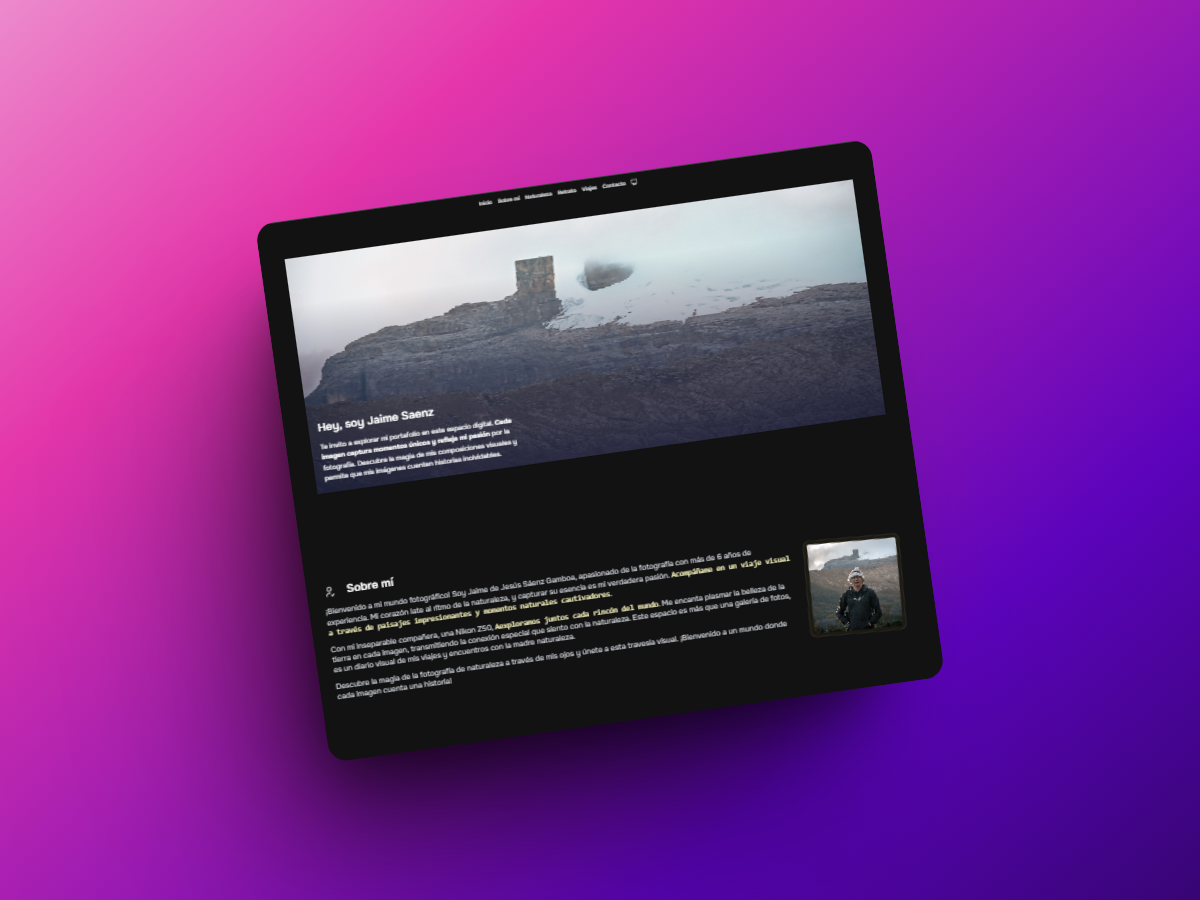 Inicio Sobre mí Naturaleza Retrato Viajes Contacto
Hey, soy Jaime Saenz
Te invito a explorar mi portafolio en este espacio digital. Cada
imagen captura momentos únicos y refleja mi pasión por la
fotografía. Descubre la magia de mis composiciones visuales y
permite que mis imágenes cuenten historias inolvidables.
Sobre mí
¡Bienvenido a mi mundo fotográfico! Soy Jaime de Jesús Sáenz Gamboa, apasionado de la fotografía con más de 6 años de
experiencia. Mi corazón late al ritmo de la naturaleza, y capturar su esencia es mi verdadera pasión. Acompáñame en un viaje visual
a través de paisajes impresionantes y momentos naturales cautivadores.
Con mi inseparable compañera, una Nikon Z50, Aexploramos juntos cada rincón del mundo. Me encanta plasmar la belleza de la
tierra en cada imagen, transmitiendo la conexión especial que siento con la naturaleza. Este espacio es más que una galería de fotos,
es un diario visual de mis viajes y encuentros con la madre naturaleza.
Descubre la magia de la fotografía de naturaleza a través de mis ojos y únete a esta travesía visual. ¡Bienvenido a un mundo donde
cada imagen cuenta una historia!